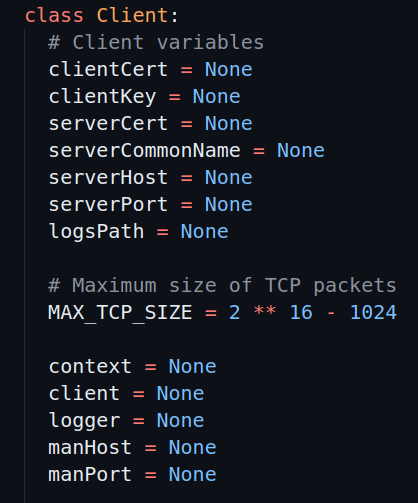 class Client:
# Client variables
clientCert = None
clientKey = None
serverCert = None
serverCommonName = None
serverHost = None
serverPort = None
logsPath = None
# Maximum size of TCP packets
MAX_TCP_SIZE = 2 ** 16 - 1024
context = None
client = None
logger = None
manHost = None
manPort = None